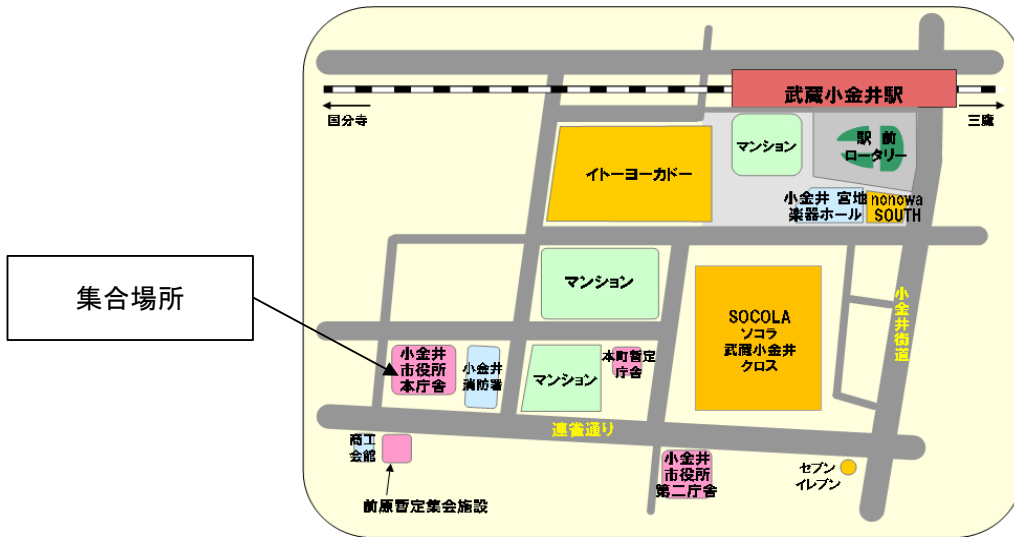 武蔵小金井駅
国分寺
三鷹
マンション
駅 前
ロータリー
イトーヨーカドー
小金井 宮地
楽器ホール
nonowa
SOUTH
集合場所
マンション
SOCOLA
ソコラ
武蔵小金井
クロス
小金井街道
小金井
市役所
本庁舎
小金井
消防署
マンション
本町暫定
庁舎
連雀通り
商工
会館
前原暫定集会施設
小金井
市役所
第二庁舎
セブン
イレブン